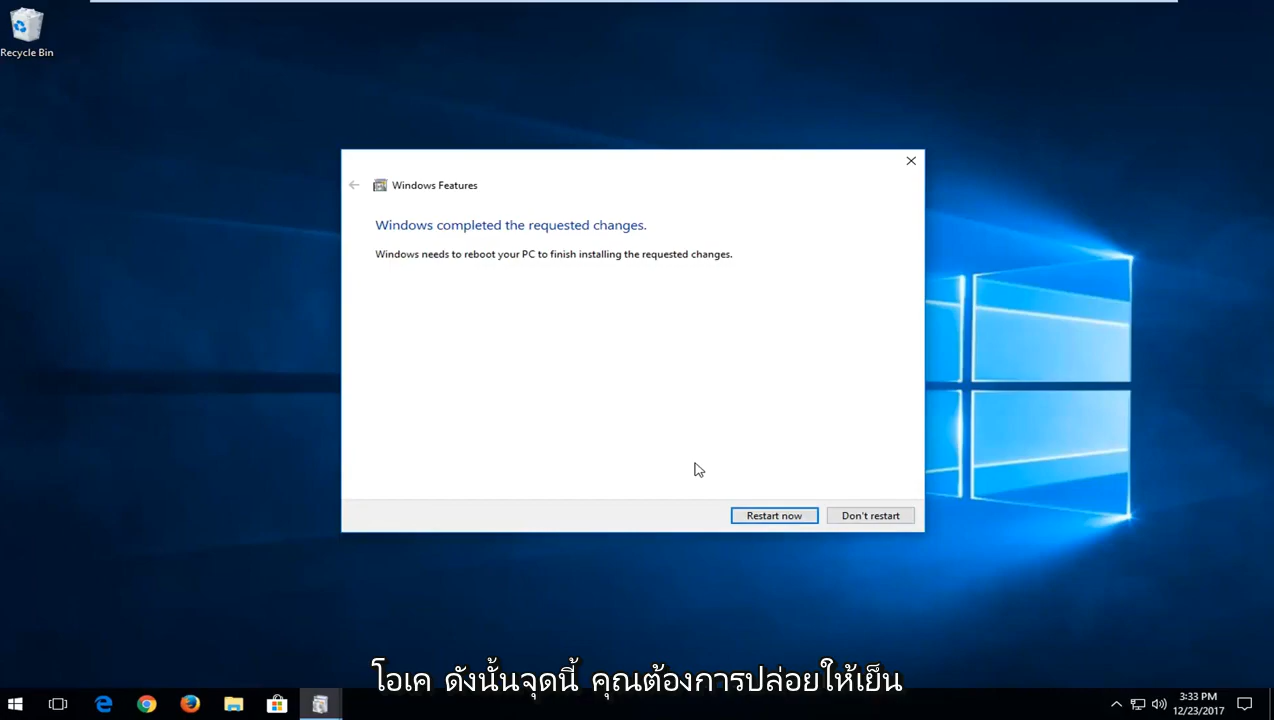 Recycle Bin
Windows Features
Windows completed the requested changes.
Windows needs to reboot your PC to finish installing the requested changes.
Restart now
Don't restart
โอเค ดังนั้นจุดนี้ คุณต้องการปล่อยให้เย็น
3:33 PM
12/23/2017